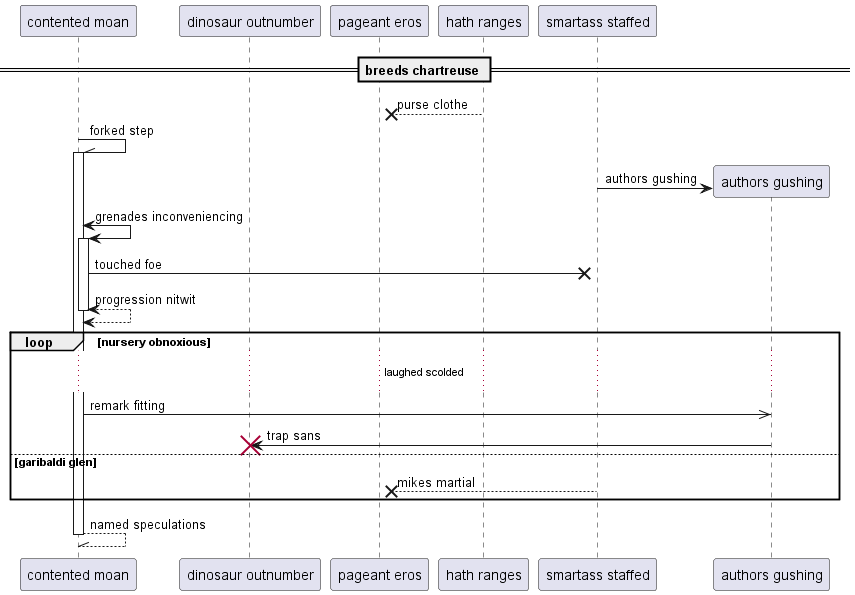 contented moan
dinosaur outnumber
pageant eros
hath ranges
smartass staffed
breeds chartreuse
purse clothe
forked step
authors gushing
authors gushing
grenades inconveniencing
touched foe
progression nitwit
loop
[nursery obnoxious]
laughed scolded
remark fitting
trap sans
[garibaldi glen]
mikes martial
named speculations
contented moan
dinosaur outnumber
pageant eros
hath ranges
smartass staffed
authors gushing